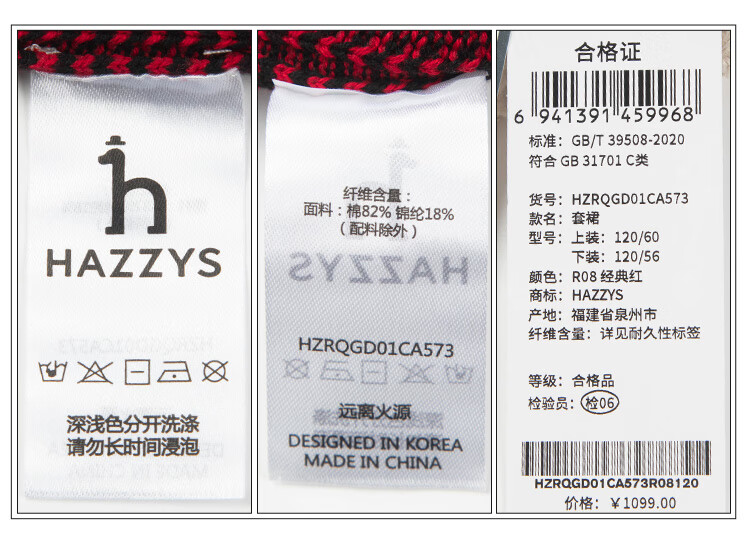 HAZZYS
深浅色分开洗涤
请勿长时间浸泡
纤维含量：
面料：棉82% 锦纶18%
（配料除外）
HAZZYS
HZRQGD01CA573
远离火源
DESIGNED IN KOREA
MADE IN CHINA
合格证
6 941391 459968
标准：GB/T 39508-2020
符合 GB 31701 C类
货号：HZRQGD01CA573
款名：套裙
型号：上装：120/60
下装：120/56
颜色：R08 经典红
商标：HAZZYS
产地：福建省泉州市
纤维含量：详见耐久性标签
等级：合格品
检验员：检06
HZRQGD01CA573R08120
价格：￥1099.00